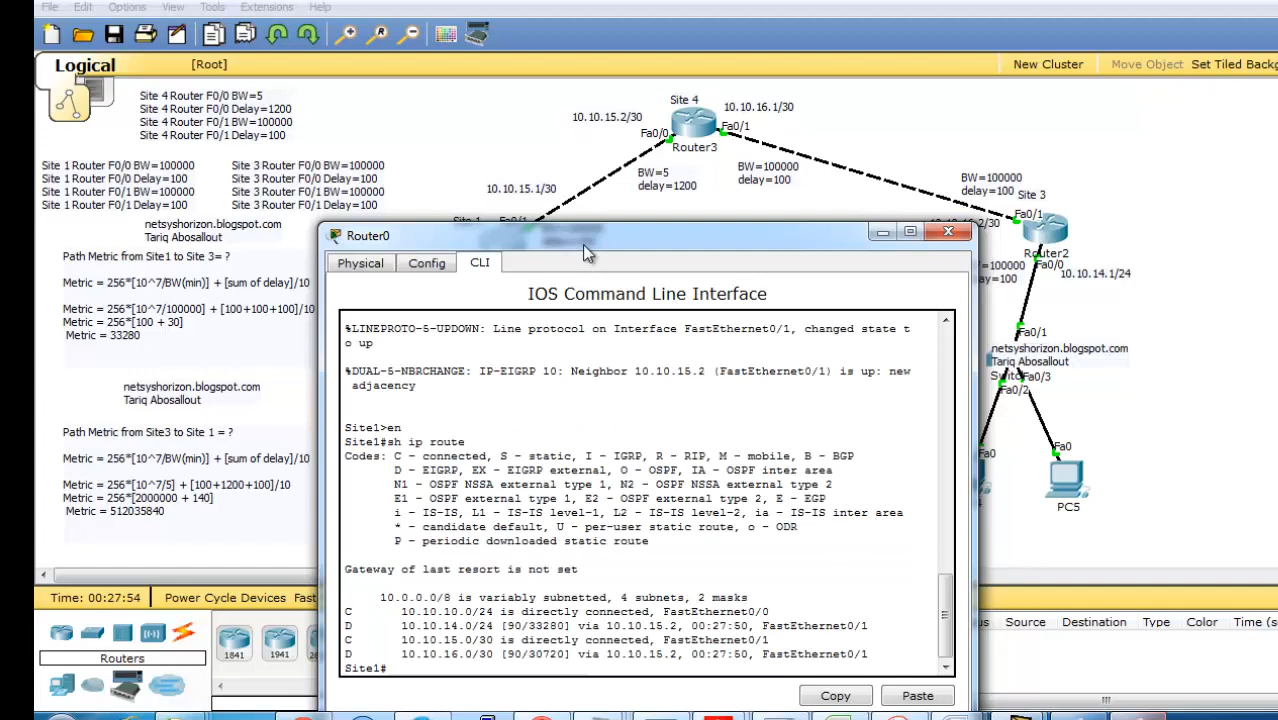 File Edit Options View Tools Extensions Help
Logical
[Root]
New Cluster
Move Object
Set Tiled Backg
Site 4 Router F0/0 BW=5
Site 4 Router F0/0 Delay=1200
Site 4 Router F0/1 BW=100000
Site 4 Router F0/1 Delay=100
Site 1 Router F0/0 BW=100000
Site 1 Router F0/0 Delay=100
Site 1 Router F0/1 BW=100000
Site 1 Router F0/1 Delay=100
Site 3 Router F0/0 BW=100000
Site 3 Router F0/0 Delay=100
Site 3 Router F0/1 BW=100000
Site 3 Router F0/1 Delay=100
netsyshorizon.blogspot.com
Tariq Abosallout
Path Metric from Site1 to Site 3= ?
Metric = 256*[10^7/BW(min)] + [sum of delay]/10
Metric = 256*[10^7/100000] + [100+100+100]/10
Metric = 256*[100 + 30]
Metric = 33280
netsyshorizon.blogspot.com
Tariq Abosallout
Path Metric from Site3 to Site 1 = ?
Metric = 256*[10^7/BW(min)] + [sum of delay]/10
Metric = 256*[10^7/5] + [100+1200+100]/10
Metric = 256*[2000000 + 140]
Metric = 512035840
Site 4
10.10.15.2/30
10.10.16.1/30
Fa0/0
Fa0/1
Router3
BW=5
delay=1200
BW=100000
delay=100
10.10.15.1/30
Fa0/1
BW=100000
delay=100
Site 3
Fa0/1
Router2
Fa0/0
10.10.14.1/24
Fa0/1
netsyshorizon.blogspot.com
Tariq Abosallout
Fa0/3
Fa0/2
Fa0
Fa0
PC5
Router0
Physical
Config
CLI
IOS Command Line Interface
%LINEPROTO-5-UPDOWN: Line protocol on Interface FastEthernet0/1, changed state t
o up
%DUAL-5-NBRCHANGE: IP-EIGRP 10: Neighbor 10.10.15.2 (FastEthernet0/1) is up: new
adjacency
Site1>en
Site1#sh ip route
Codes: C - connected, S - static, I - IGRP, R - RIP, M - mobile, B - BGP
D - EIGRP, EX - EIGRP external, O - OSPF, IA - OSPF inter area
N1 - OSPF NSSA external type 1, N2 - OSPF NSSA external type 2
E1 - OSPF external type 1, E2 - OSPF external type 2, E - EGP
i - IS-IS, L1 - IS-IS level-1, L2 - IS-IS level-2, ia - IS-IS inter area
* - candidate default, U - per-user static route, o - ODR
P - periodic downloaded static route
Gateway of last resort is not set
10.0.0.0/8 is variably subnetted, 4 subnets, 2 masks
C 10.10.10.0/24 is directly connected, FastEthernet0/0
D 10.10.14.0/24 [90/33280] via 10.10.15.2, 00:27:50, FastEthernet0/1
C 10.10.15.0/30 is directly connected, FastEthernet0/1
D 10.10.16.0/30 [90/30720] via 10.10.15.2, 00:27:50, FastEthernet0/1
Site1#
Copy
Paste
Time: 00:27:54
Power Cycle Devices
Fast
Routers
1841
1941
us Source Destination Type Color Time (s